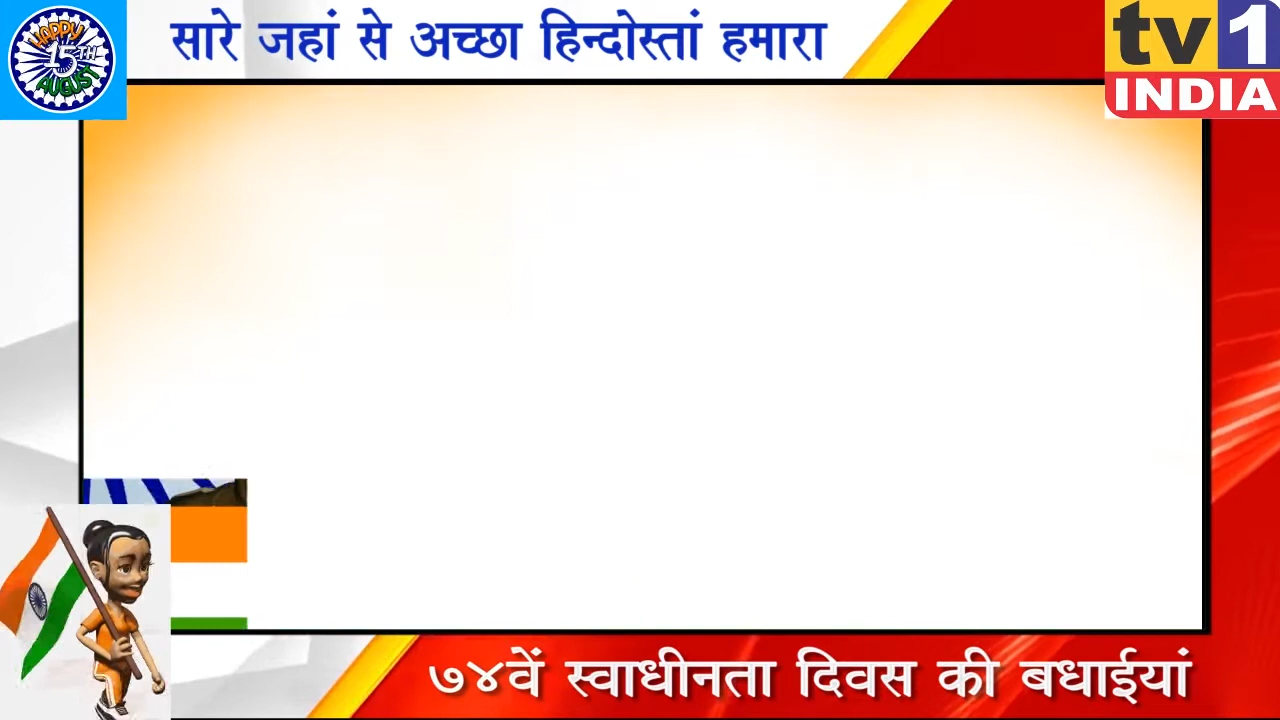 HAPPY
15TH
AUGUST
सारे जहां से अच्छा हिन्दोस्तां हमारा
tv1
INDIA
७४वें स्वाधीनता दिवस की बधाईयां